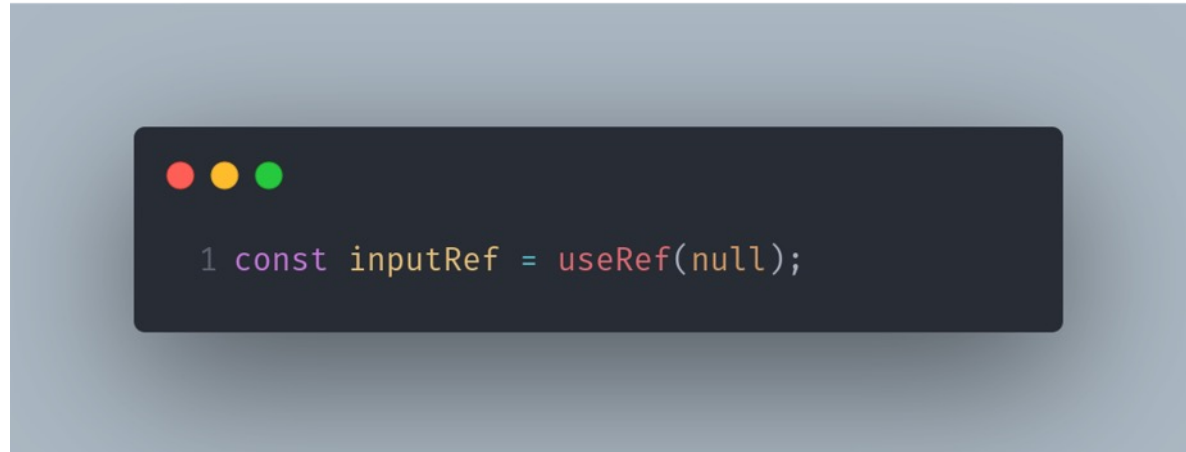 1 const inputRef = useRef(null);